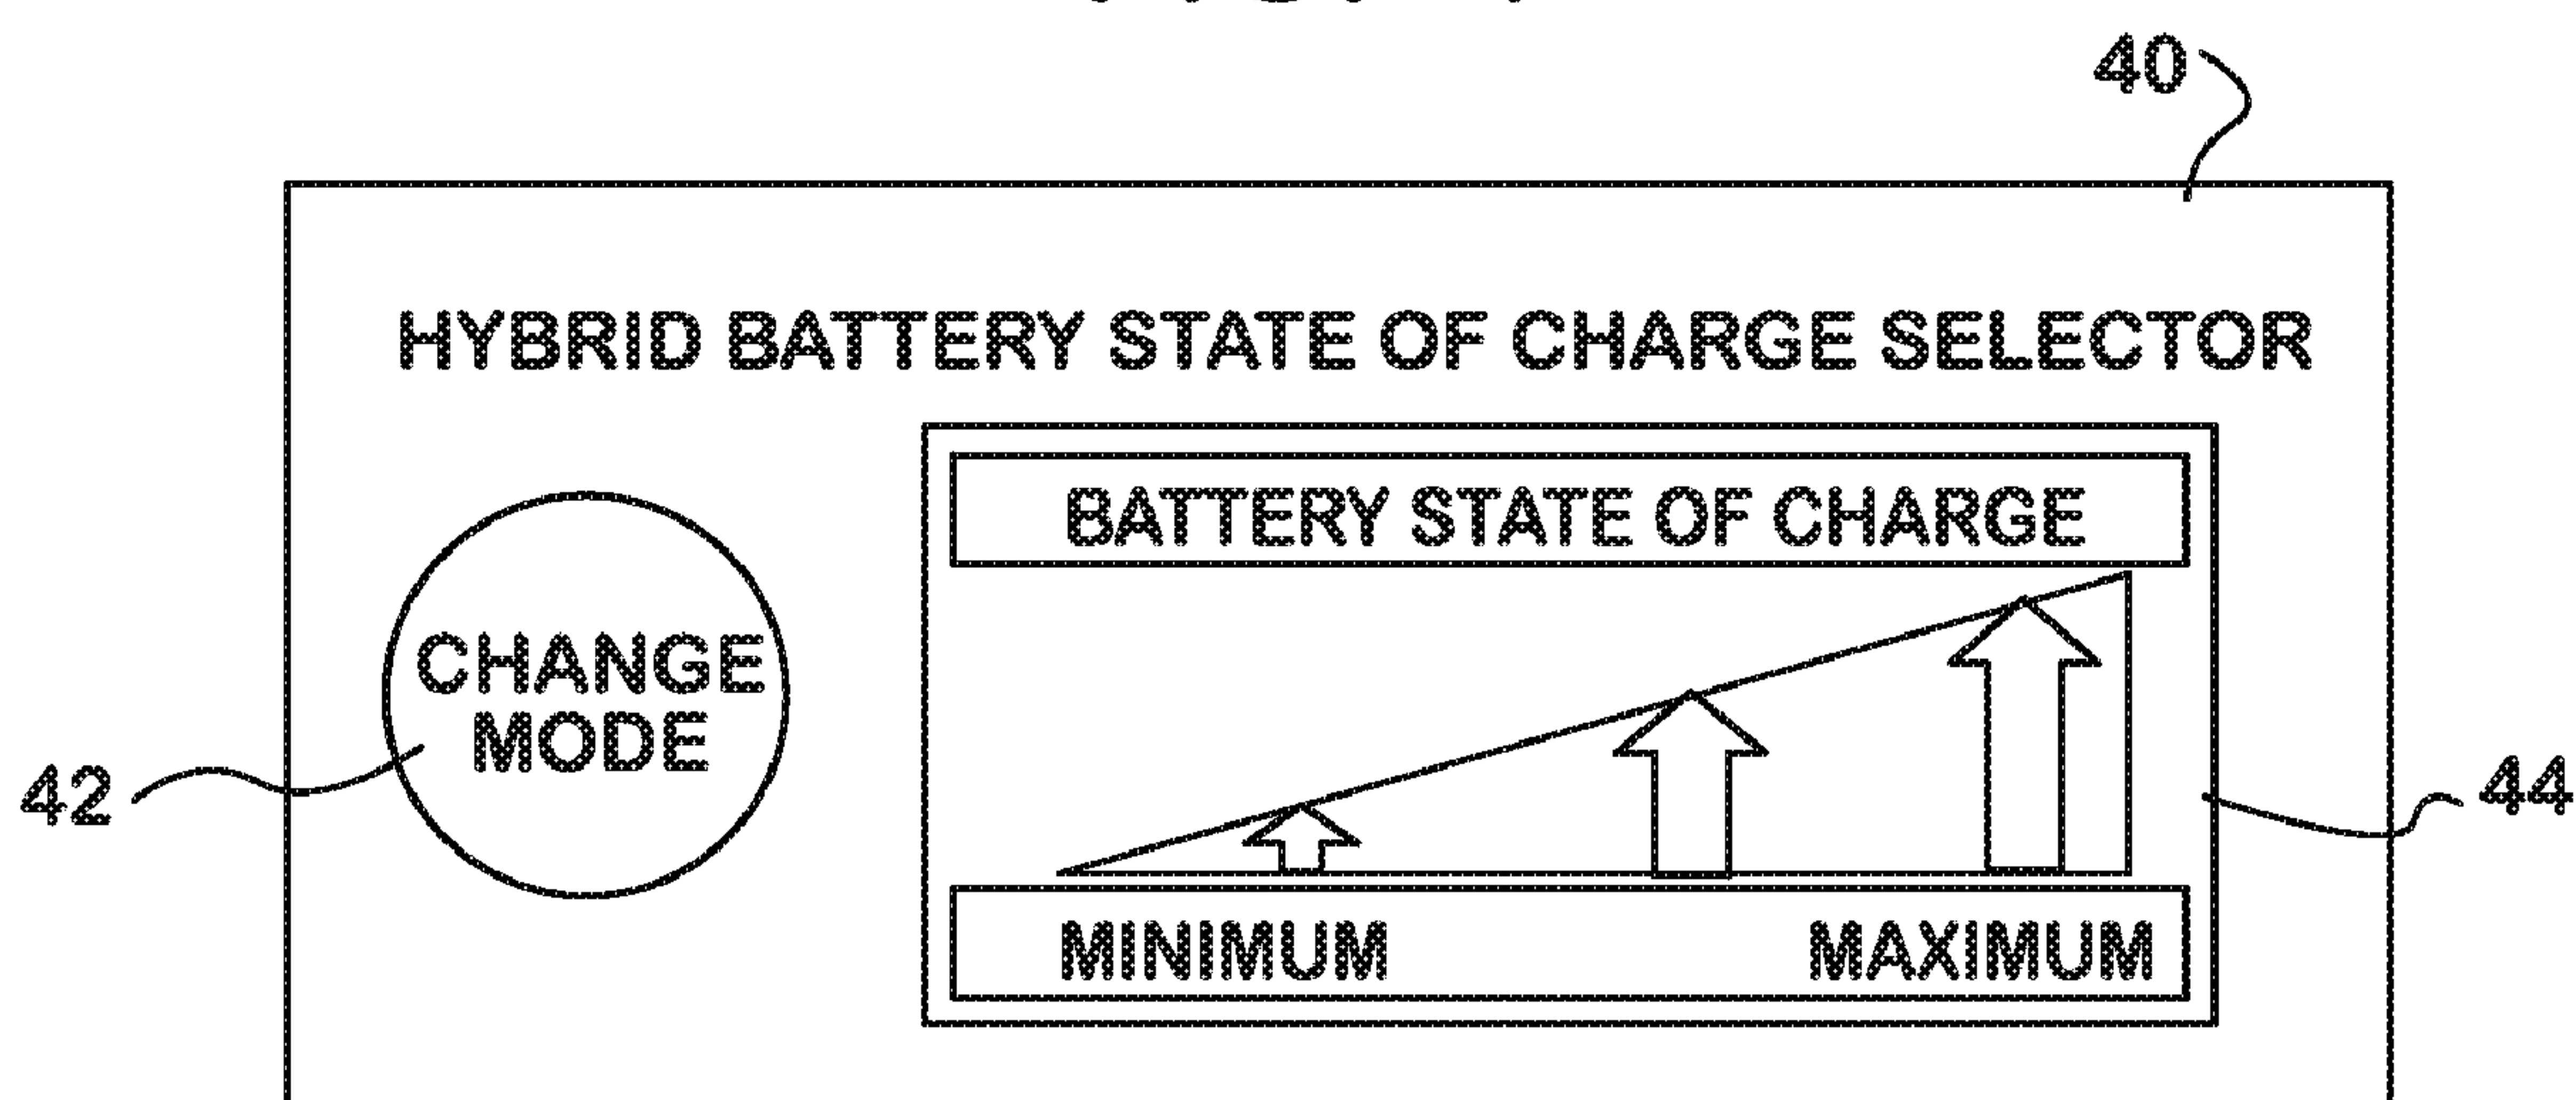 40
HYBRID BATTERY STATE OF CHARGE SELECTOR
BATTERY STATE OF CHARGE
CHANGE
MODE
42
44
MINIMUM MAXIMUM